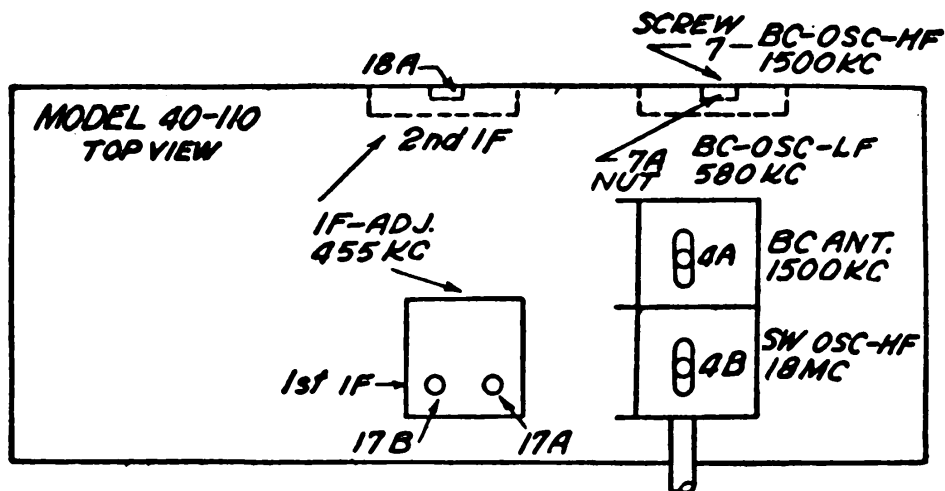 SCREW
7 - BC-OSC-HF
1500KC
18A
MODEL 40-110
TOP VIEW
2nd IF
7A
NUT
BC-OSC-LF
580KC
IF-ADJ.
455KC
4A
BC ANT.
1500KC
4B
SW OSC-HF
18MC
1st IF
17B
17A